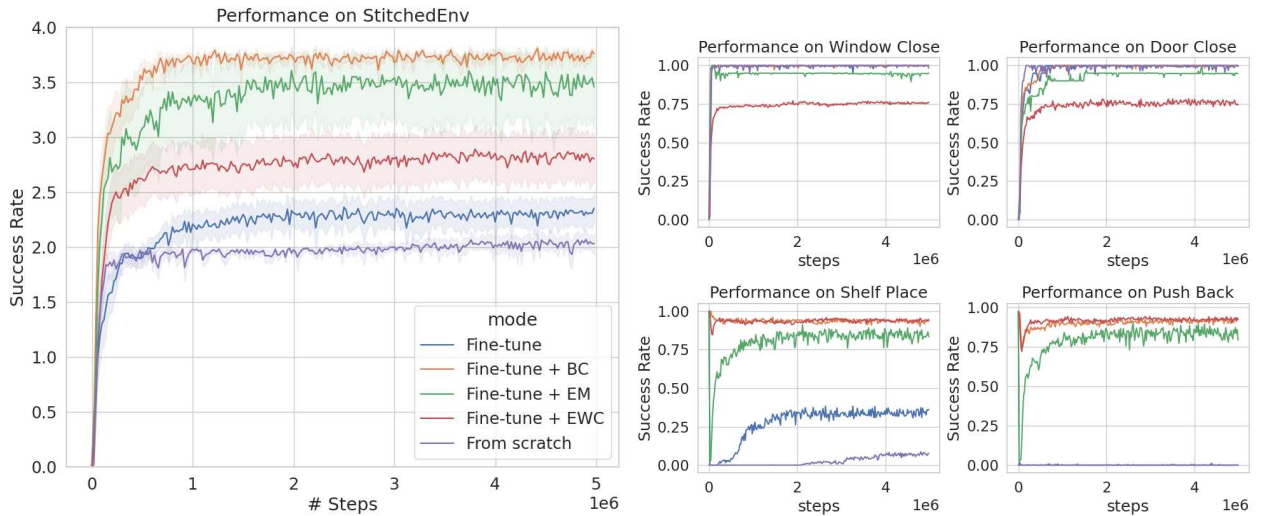 Performance on StitchedEnv
Success Rate
4.0
3.5
3.0
2.5
2.0
1.5
1.0
0.5
0.0
0
1
2
3
4
5
1e6
# Steps
mode
Fine-tune
Fine-tune + BC
Fine-tune + EM
Fine-tune + EWC
From scratch
Performance on Window Close
Success Rate
1.00
0.75
0.50
0.25
0.00
0
2
4
steps
1e6
Performance on Door Close
Success Rate
1.00
0.75
0.50
0.25
0.00
0
2
4
steps
1e6
Performance on Shelf Place
Success Rate
1.00
0.75
0.50
0.25
0.00
0
2
4
steps
1e6
Performance on Push Back
Success Rate
1.00
0.75
0.50
0.25
0.00
0
2
4
steps
1e6